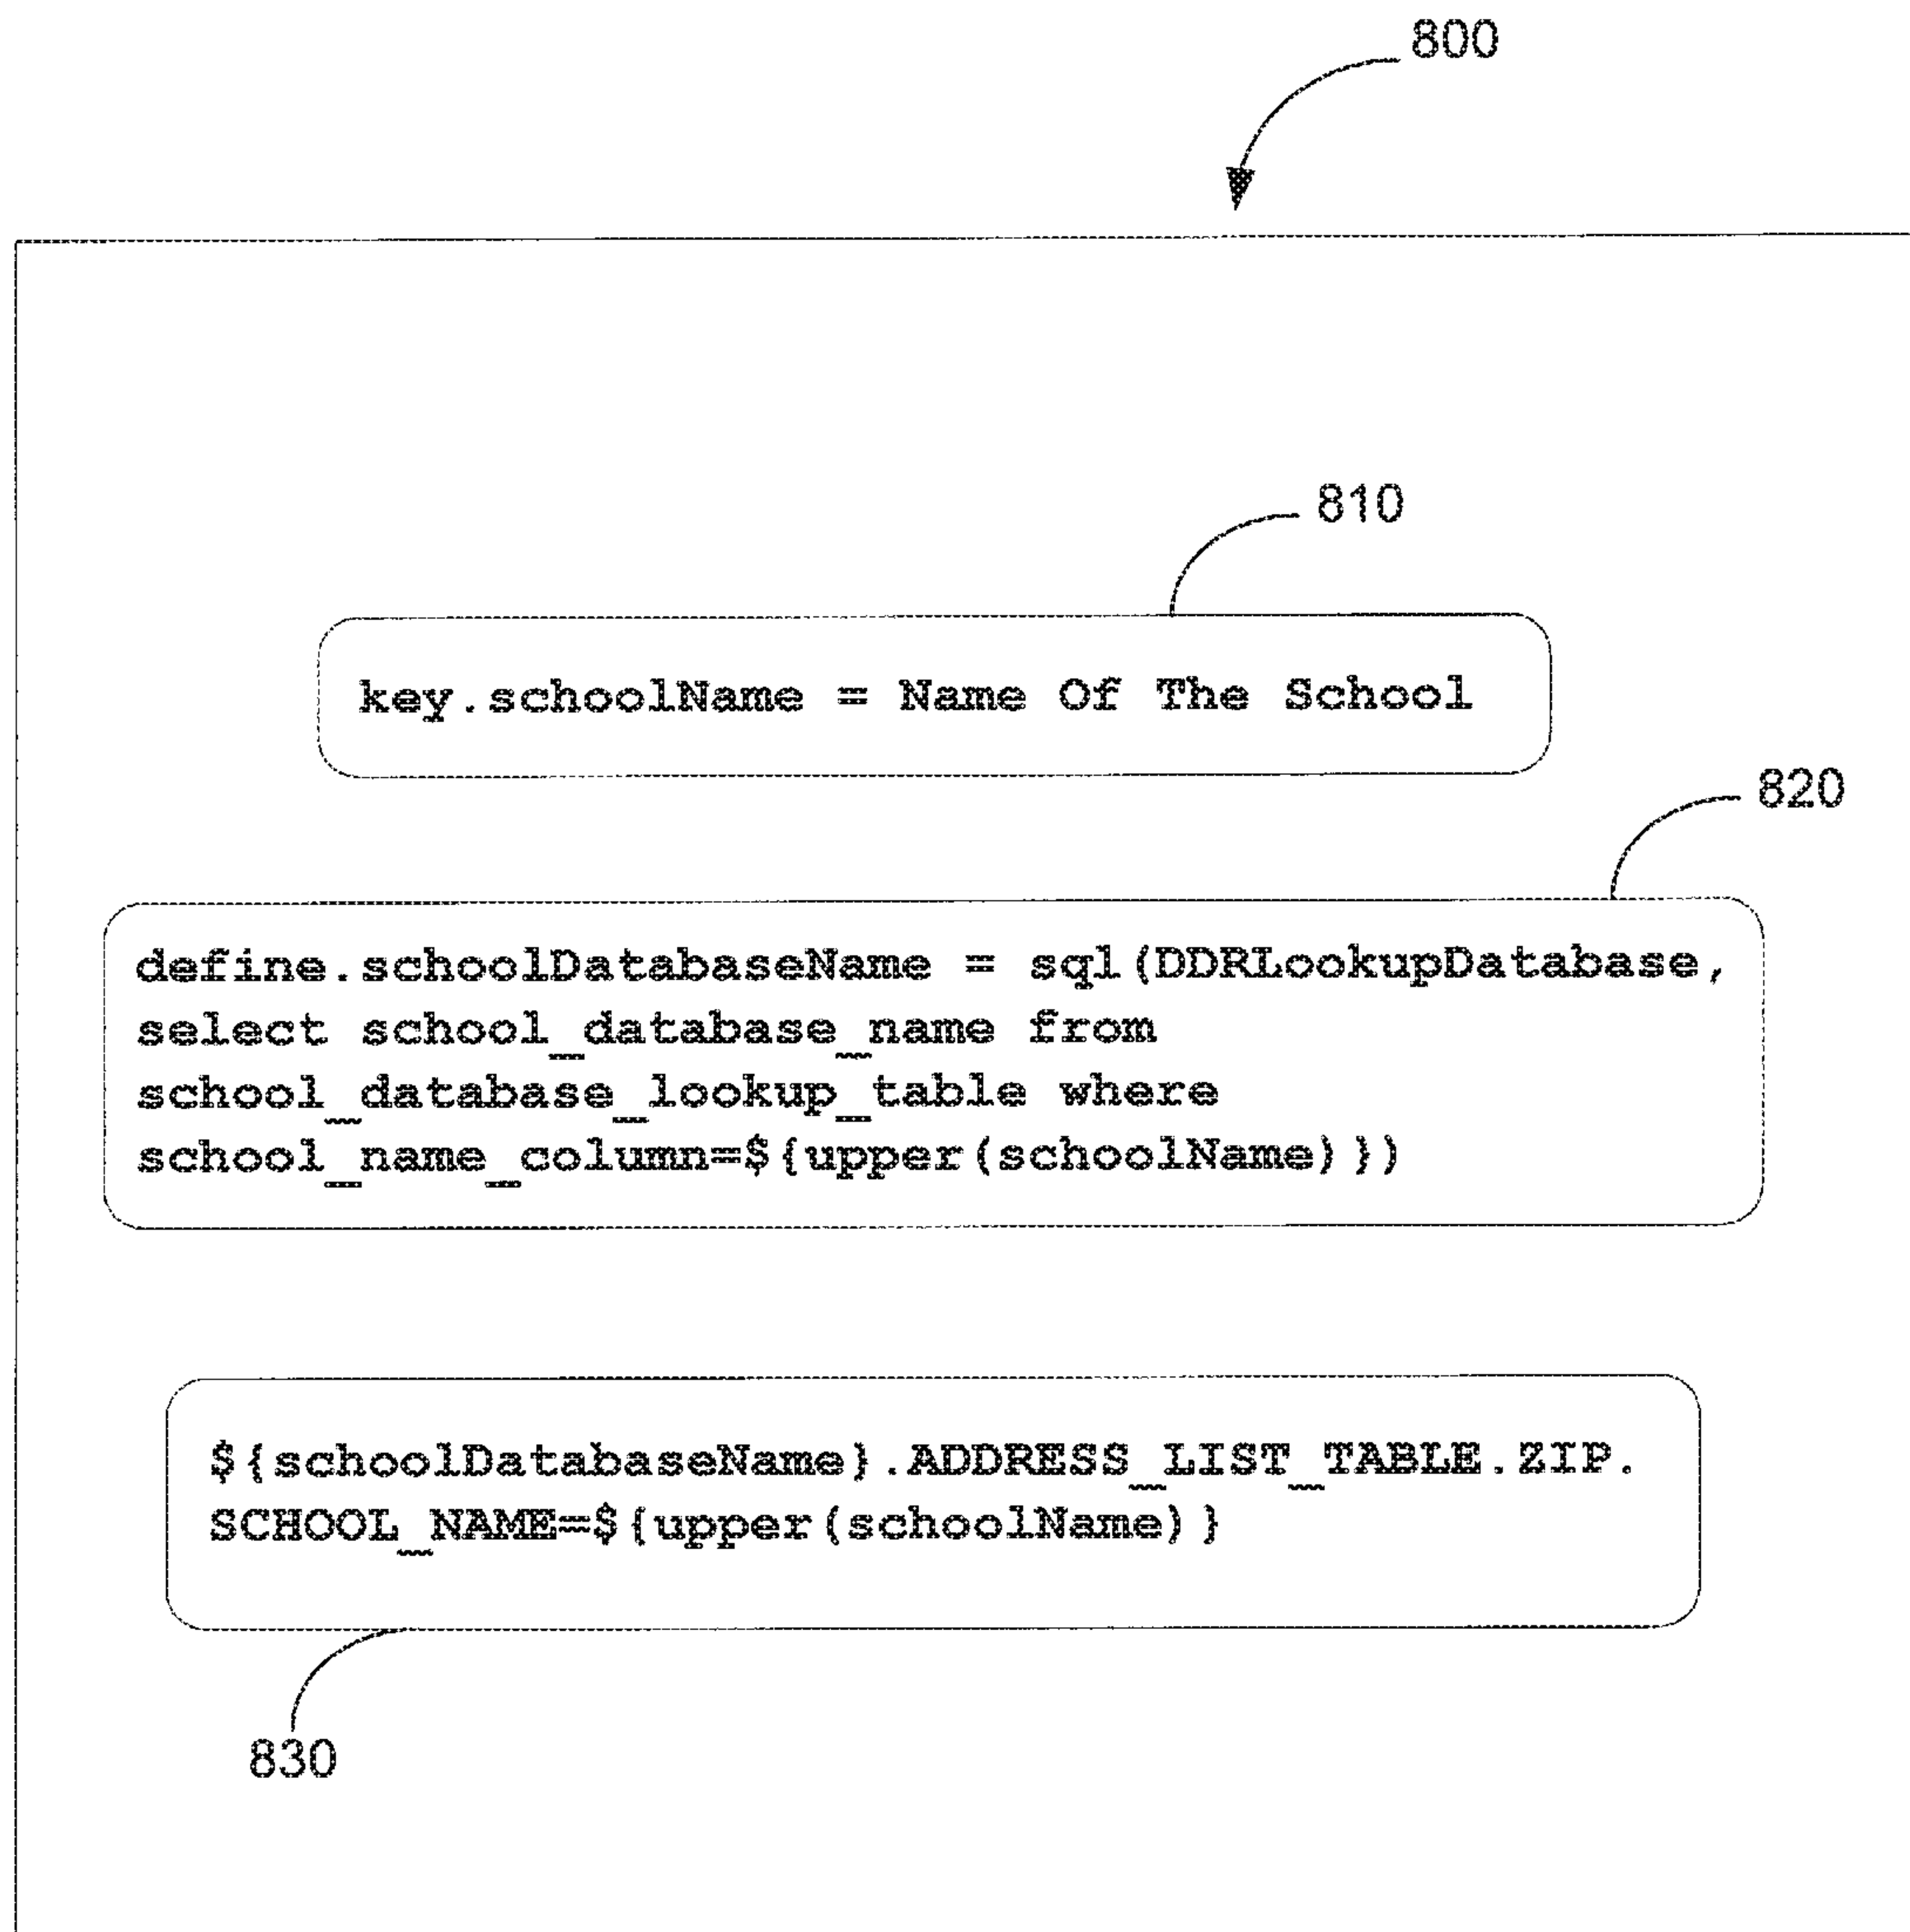 800
810
key.schoolName = Name Of The School
820
define.schoolDatabaseName = sql(DDRLookupDatabase,
select school_database_name from
school_database_lookup_table where
school_name_column=${upper(schoolName)})
${schoolDatabaseName}.ADDRESS_LIST_TABLE.ZIP.
SCHOOL_NAME=${upper(schoolName)}
830